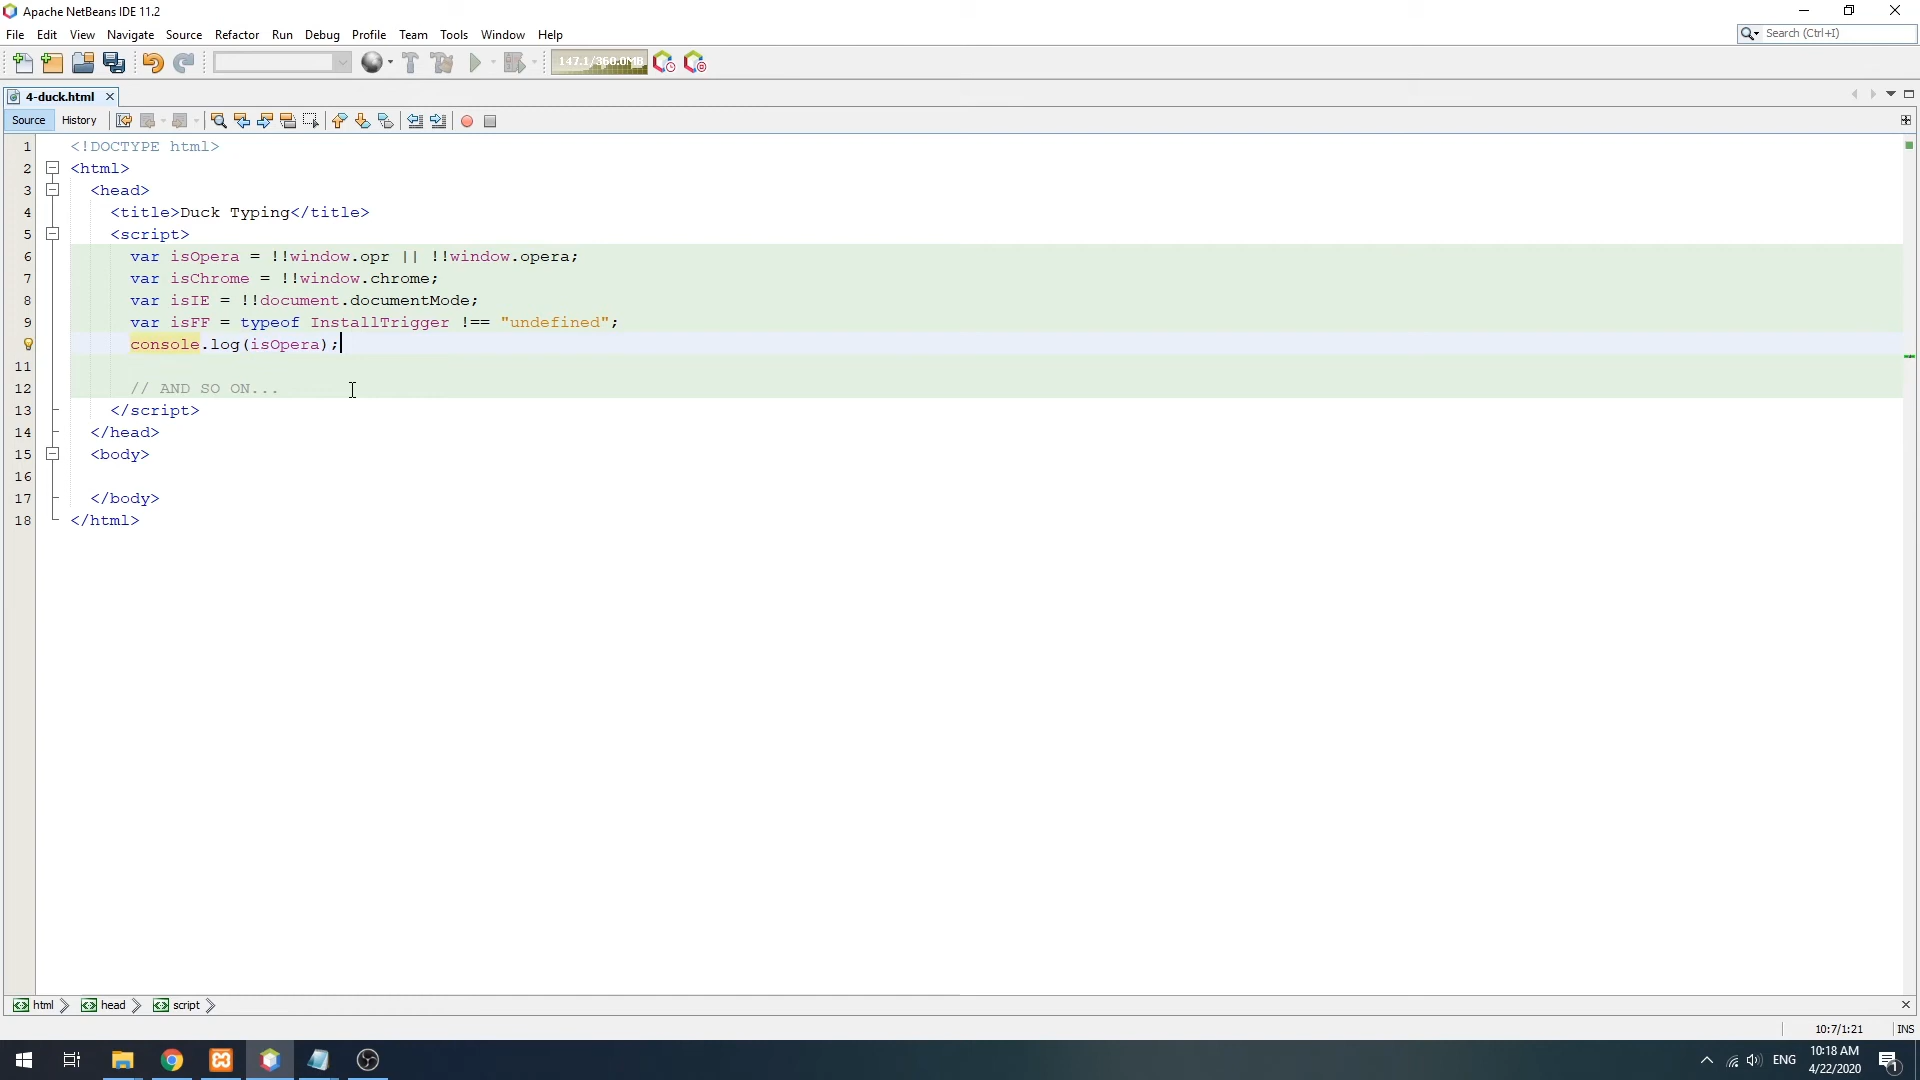 Apache NetBeans IDE 11.2
File Edit View Navigate Source Refactor Run Debug Profile Team Tools Window Help
Search (Ctrl+I)
147.1/360.0MB
4-duck.html
Source History
1 <!DOCTYPE html>
2 <html>
3 <head>
4 <title>Duck Typing</title>
5 <script>
6 var isOpera = !!window.opr || !!window.opera;
7 var isChrome = !!window.chrome;
8 var isIE = !!document.documentMode;
9 var isFF = typeof InstallTrigger !== "undefined";
console.log(isOpera);
11
12 // AND SO ON...
13 </script>
14 </head>
15 <body>
16
17 </body>
18 </html>
html head script
10:7/1:21 INS
ENG
10:18 AM
4/22/2020
1